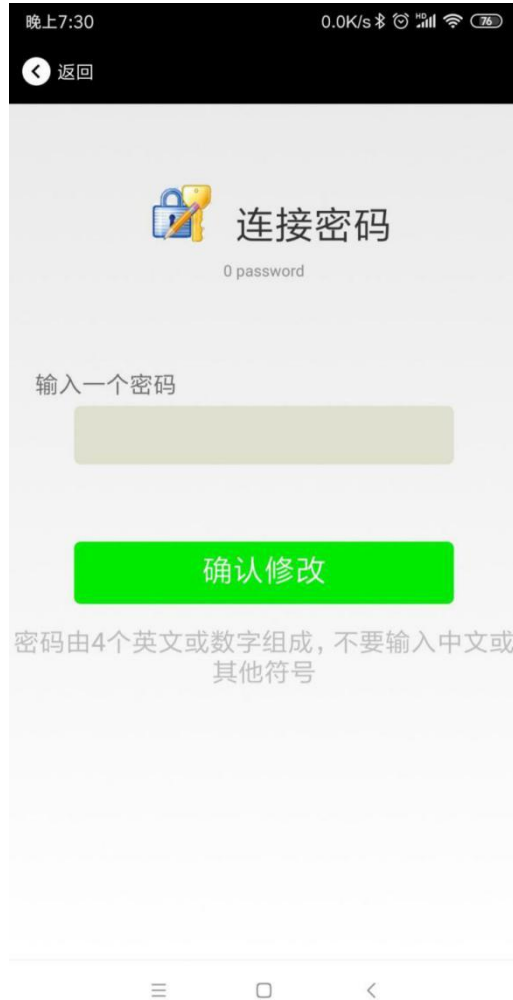 晚上7:30 0.0K/s HD 76
返回
连接密码
0 password
输入一个密码
确认修改
密码由4个英文或数字组成，不要输入中文或
其他符号